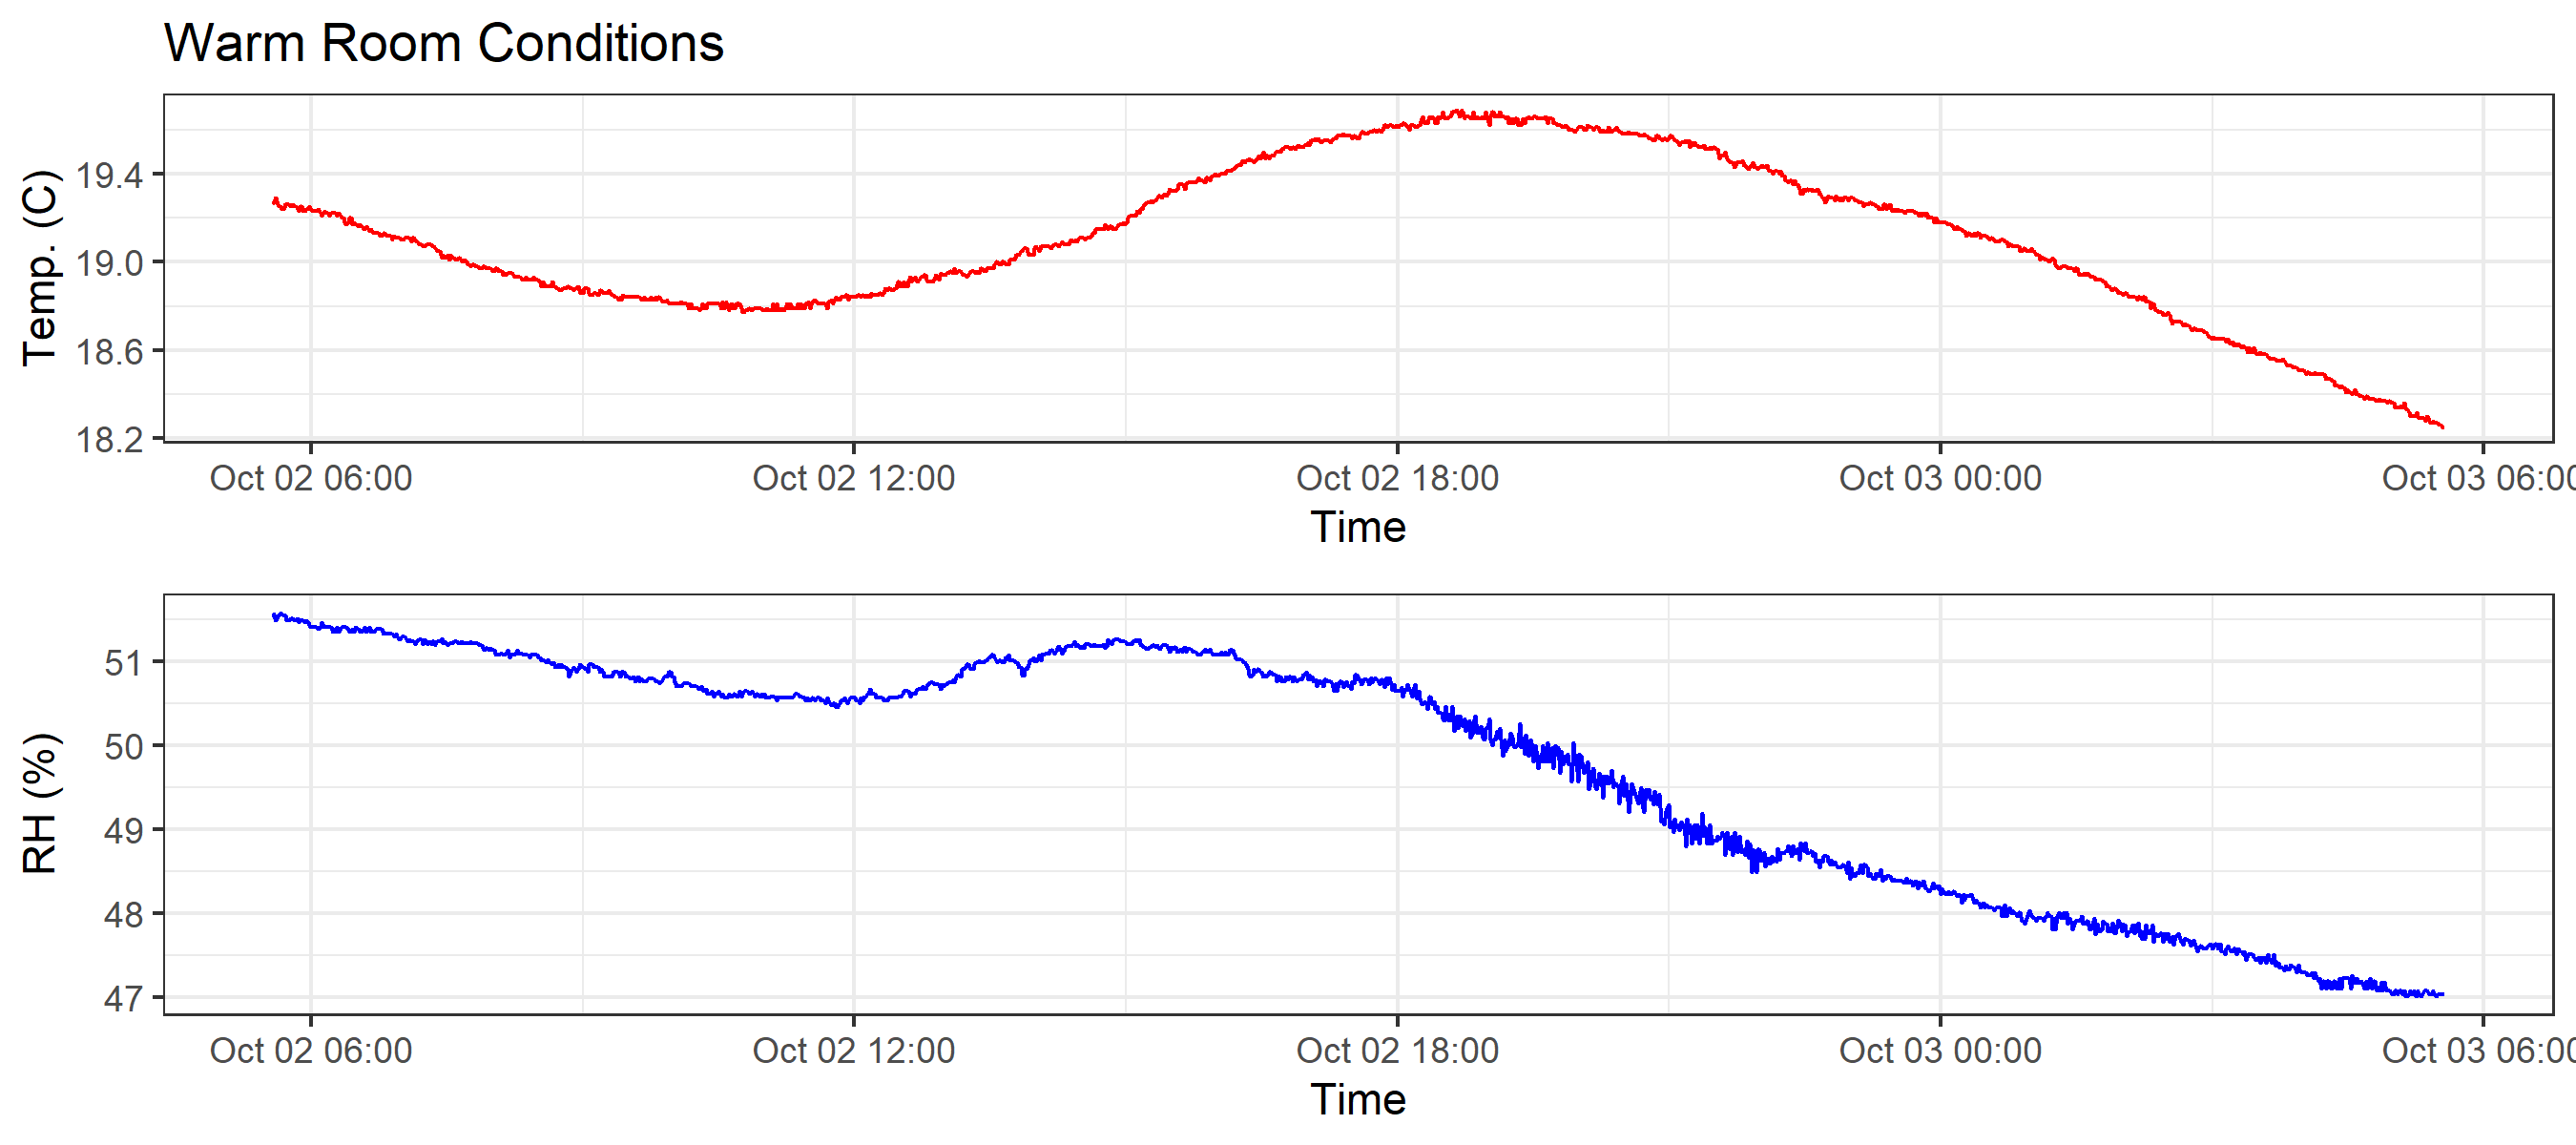 Warm Room Conditions
Temp. (C)
19.4
19.0
18.6
18.2
Oct 02 06:00 Oct 02 12:00 Oct 02 18:00 Oct 03 00:00 Oct 03 06:00
Time
RH (%)
51
50
49
48
47
Oct 02 06:00 Oct 02 12:00 Oct 02 18:00 Oct 03 00:00 Oct 03 06:00
Time